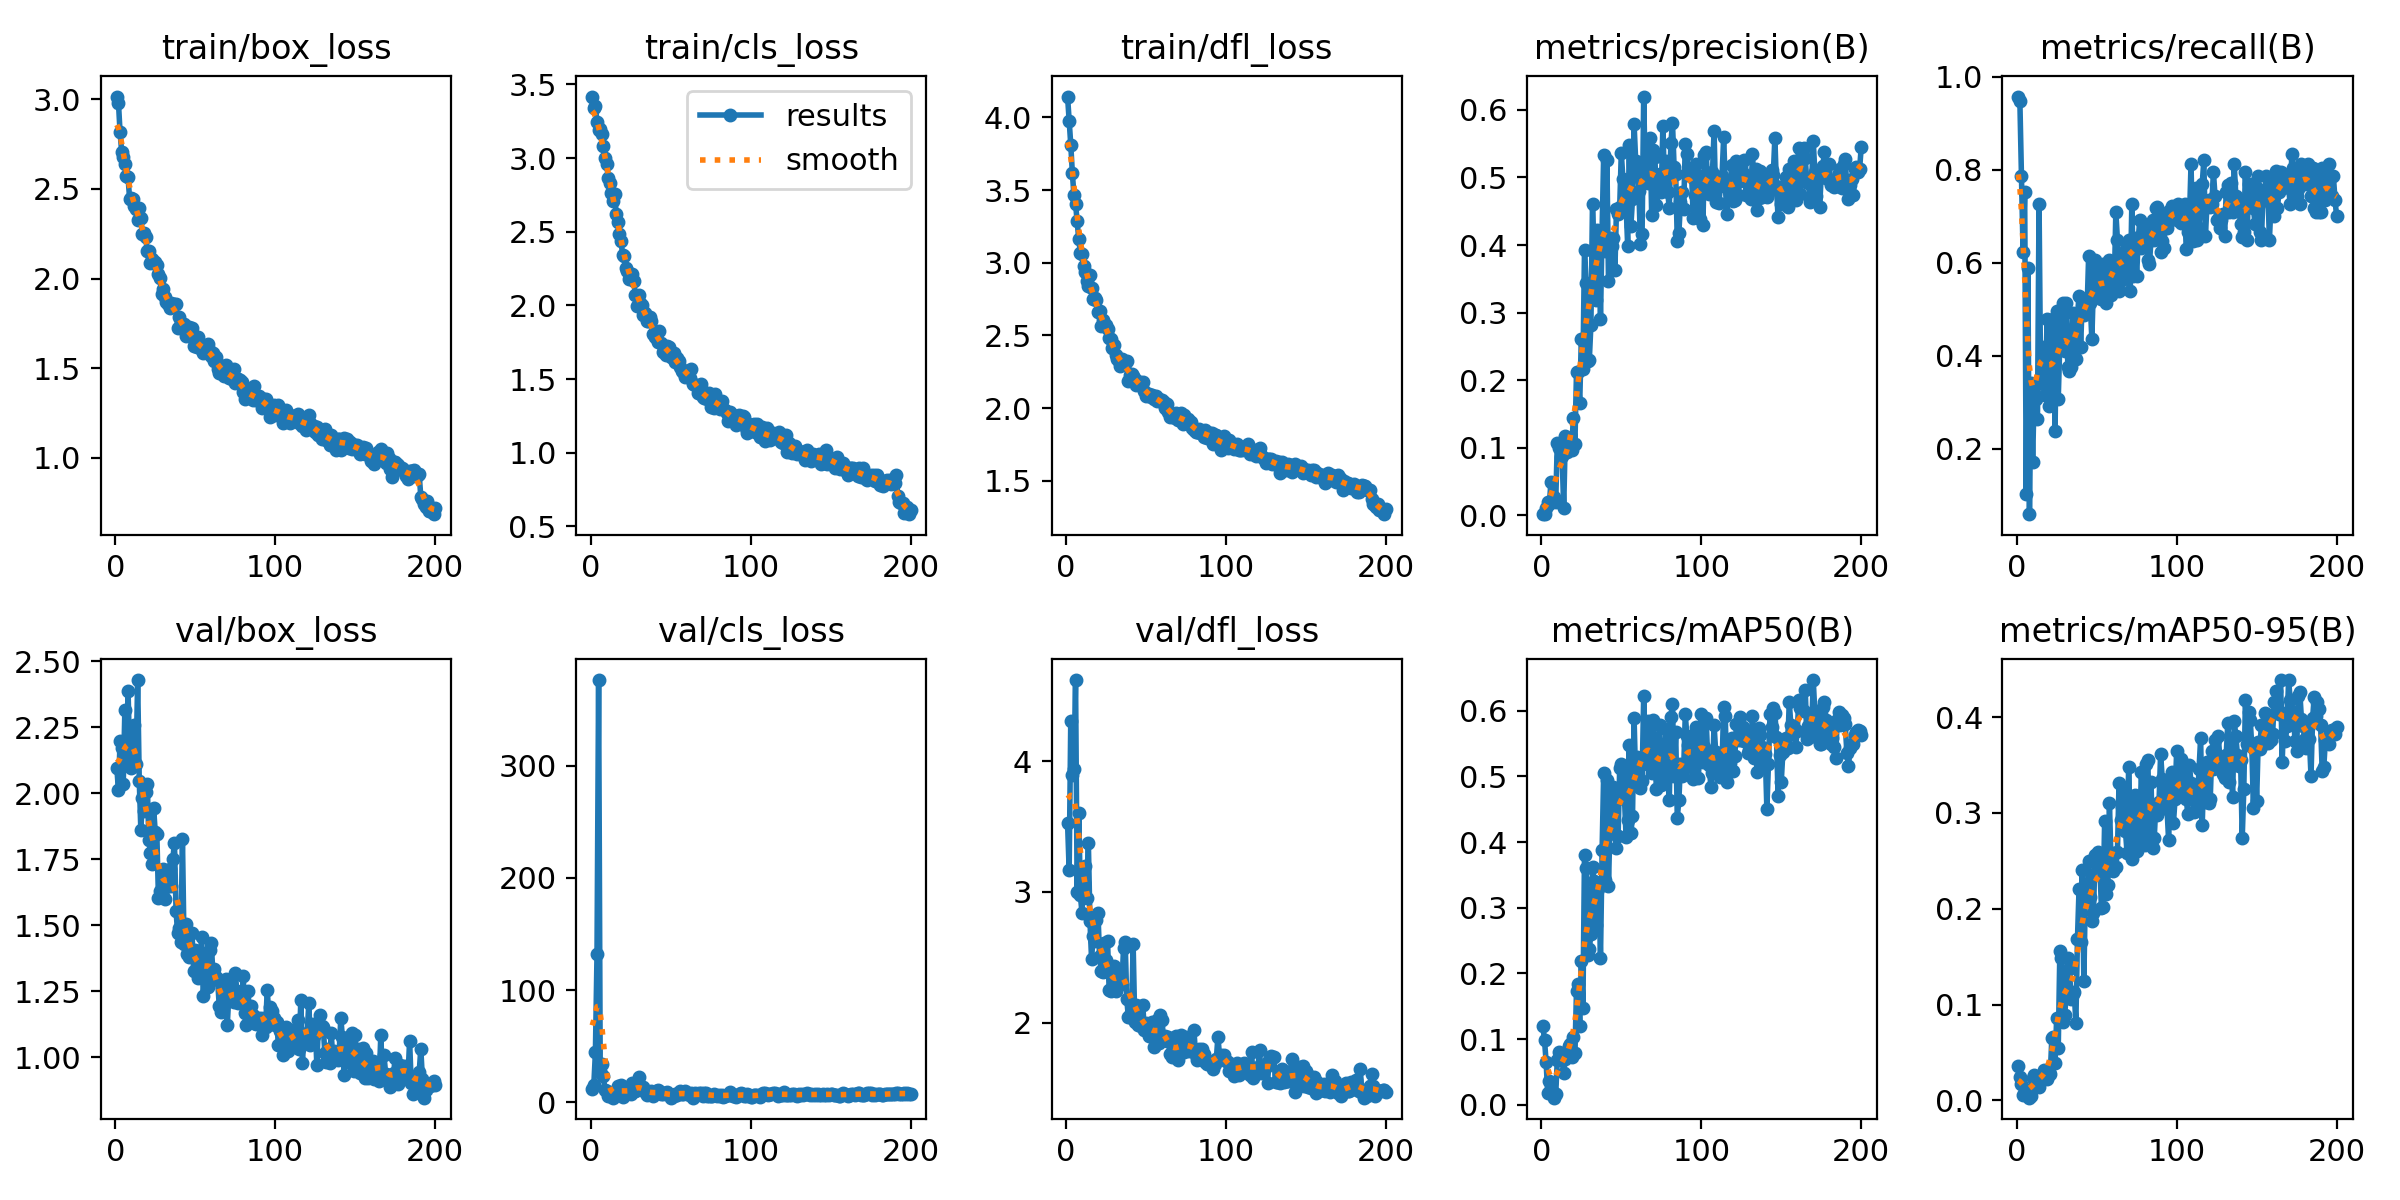 train/box_loss
train/cls_loss
train/dfl_loss
metrics/precision(B)
metrics/recall(B)
3.0
2.5
2.0
1.5
1.0
0 100 200
3.5
3.0
2.5
2.0
1.5
1.0
0.5
0 100 200
results
smooth
4.0
3.5
3.0
2.5
2.0
1.5
0 100 200
0.6
0.5
0.4
0.3
0.2
0.1
0.0
0 100 200
1.0
0.8
0.6
0.4
0.2
0 100 200
val/box_loss
val/cls_loss
val/dfl_loss
metrics/mAP50(B)
metrics/mAP50-95(B)
2.50
2.25
2.00
1.75
1.50
1.25
1.00
0 100 200
300
200
100
0
0 100 200
4
3
2
0 100 200
0.6
0.5
0.4
0.3
0.2
0.1
0.0
0 100 200
0.4
0.3
0.2
0.1
0.0
0 100 200